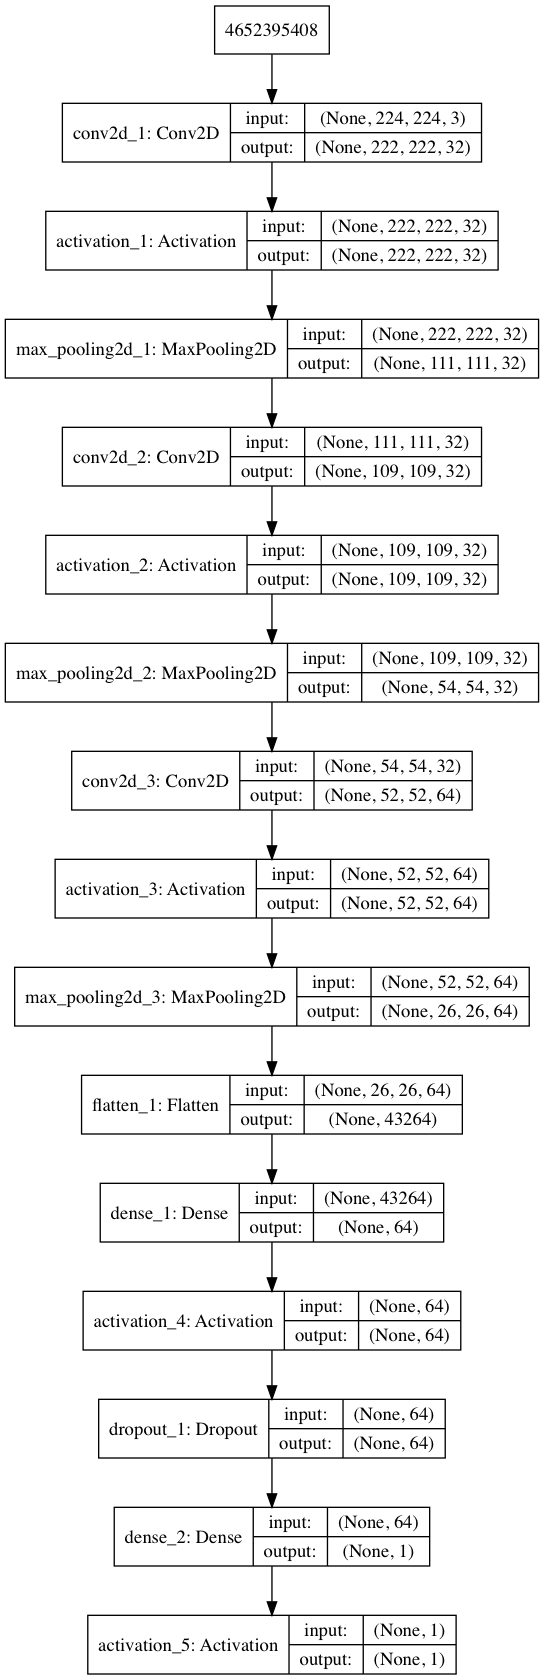 4652395408
conv2d_1: Conv2D
input:
(None, 224, 224, 3)
output:
(None, 222, 222, 32)
activation_1: Activation
input:
(None, 222, 222, 32)
output:
(None, 222, 222, 32)
max_pooling2d_1: MaxPooling2D
input:
(None, 222, 222, 32)
output:
(None, 111, 111, 32)
conv2d_2: Conv2D
input:
(None, 111, 111, 32)
output:
(None, 109, 109, 32)
activation_2: Activation
input:
(None, 109, 109, 32)
output:
(None, 109, 109, 32)
max_pooling2d_2: MaxPooling2D
input:
(None, 109, 109, 32)
output:
(None, 54, 54, 32)
conv2d_3: Conv2D
input:
(None, 54, 54, 32)
output:
(None, 52, 52, 64)
activation_3: Activation
input:
(None, 52, 52, 64)
output:
(None, 52, 52, 64)
max_pooling2d_3: MaxPooling2D
input:
(None, 52, 52, 64)
output:
(None, 26, 26, 64)
flatten_1: Flatten
input:
(None, 26, 26, 64)
output:
(None, 43264)
dense_1: Dense
input:
(None, 43264)
output:
(None, 64)
activation_4: Activation
input:
(None, 64)
output:
(None, 64)
dropout_1: Dropout
input:
(None, 64)
output:
(None, 64)
dense_2: Dense
input:
(None, 64)
output:
(None, 1)
activation_5: Activation
input:
(None, 1)
output:
(None, 1)